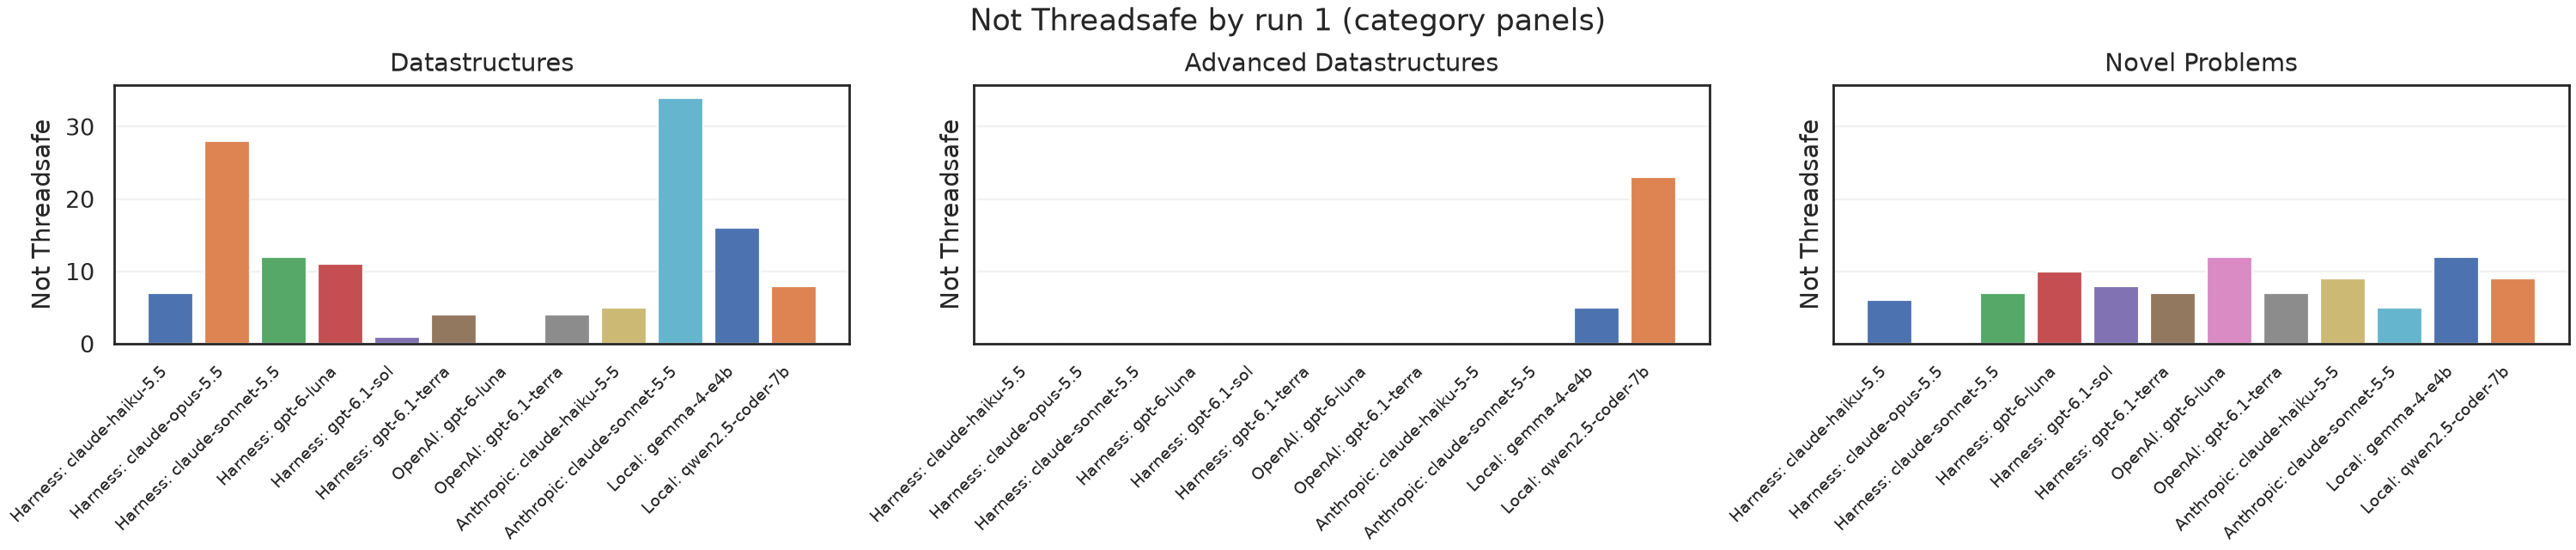 Not Threadsafe by run 1 (category panels)
Datastructures
Not Threadsafe
30
20
10
0
Harness: claude-haiku-5.5
Harness: claude-opus-5.5
Harness: claude-sonnet-5.5
Harness: gpt-6-luna
Harness: gpt-6.1-sol
Harness: gpt-6.1-terra
OpenAI: gpt-6-luna
OpenAI: gpt-6.1-terra
Anthropic: claude-haiku-5-5
Anthropic: claude-sonnet-5-5
Local: gemma-4-e4b
Local: qwen2.5-coder-7b
Advanced Datastructures
Not Threadsafe
Harness: claude-haiku-5.5
Harness: claude-opus-5.5
Harness: claude-sonnet-5.5
Harness: gpt-6-luna
Harness: gpt-6.1-sol
Harness: gpt-6.1-terra
OpenAI: gpt-6-luna
OpenAI: gpt-6.1-terra
Anthropic: claude-haiku-5-5
Anthropic: claude-sonnet-5-5
Local: gemma-4-e4b
Local: qwen2.5-coder-7b
Novel Problems
Not Threadsafe
Harness: claude-haiku-5.5
Harness: claude-opus-5.5
Harness: claude-sonnet-5.5
Harness: gpt-6-luna
Harness: gpt-6.1-sol
Harness: gpt-6.1-terra
OpenAI: gpt-6-luna
OpenAI: gpt-6.1-terra
Anthropic: claude-haiku-5-5
Anthropic: claude-sonnet-5-5
Local: gemma-4-e4b
Local: qwen2.5-coder-7b